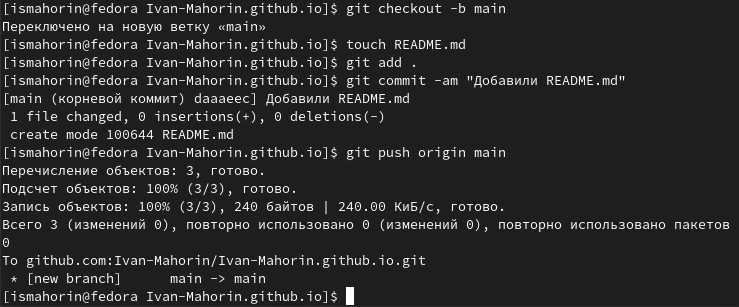 [ismahorin@fedora Ivan-Mahorin.github.io]$ git checkout -b main
Переключено на новую ветку «main»
[ismahorin@fedora Ivan-Mahorin.github.io]$ touch README.md
[ismahorin@fedora Ivan-Mahorin.github.io]$ git add .
[ismahorin@fedora Ivan-Mahorin.github.io]$ git commit -am "Добавили README.md"
[main (корневой коммит) daaaeec] Добавили README.md
 1 file changed, 0 insertions(+), 0 deletions(-)
 create mode 100644 README.md
[ismahorin@fedora Ivan-Mahorin.github.io]$ git push origin main
Перечисление объектов: 3, готово.
Подсчет объектов: 100% (3/3), готово.
Запись объектов: 100% (3/3), 240 байтов | 240.00 КиБ/с, готово.
Всего 3 (изменений 0), повторно использовано 0 (изменений 0), повторно использовано пакетов
0
To github.com:Ivan-Mahorin/Ivan-Mahorin.github.io.git
 * [new branch]      main -> main
[ismahorin@fedora Ivan-Mahorin.github.io]$